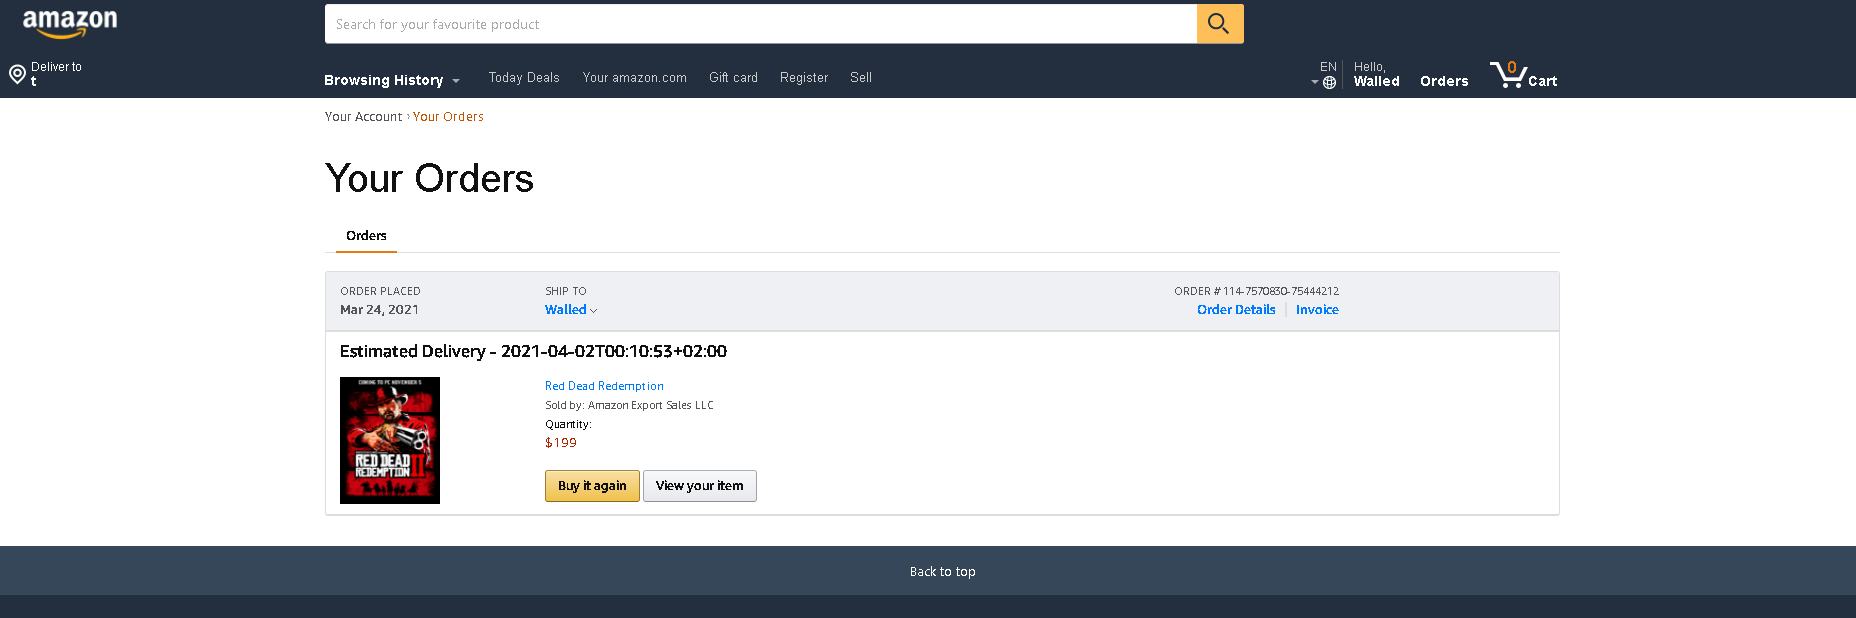 amazon
Search for your favourite product
Deliver to
t
Browsing History
Today Deals
Your amazon.com
Gift card
Register
Sell
EN
Hello,
Walled
Orders
0
Cart
Your Account › Your Orders
Your Orders
Orders
ORDER PLACED
Mar 24, 2021
SHIP TO
Walled
ORDER # 114-7570830-75444212
Order Details
Invoice
Estimated Delivery - 2021-04-02T00:10:53+02:00
COMING TO PC NOVEMBER 5
RED DEAD
REDEMPTION II
Red Dead Redemption
Sold by: Amazon Export Sales LLC
Quantity:
$199
Buy it again
View your item
Back to top